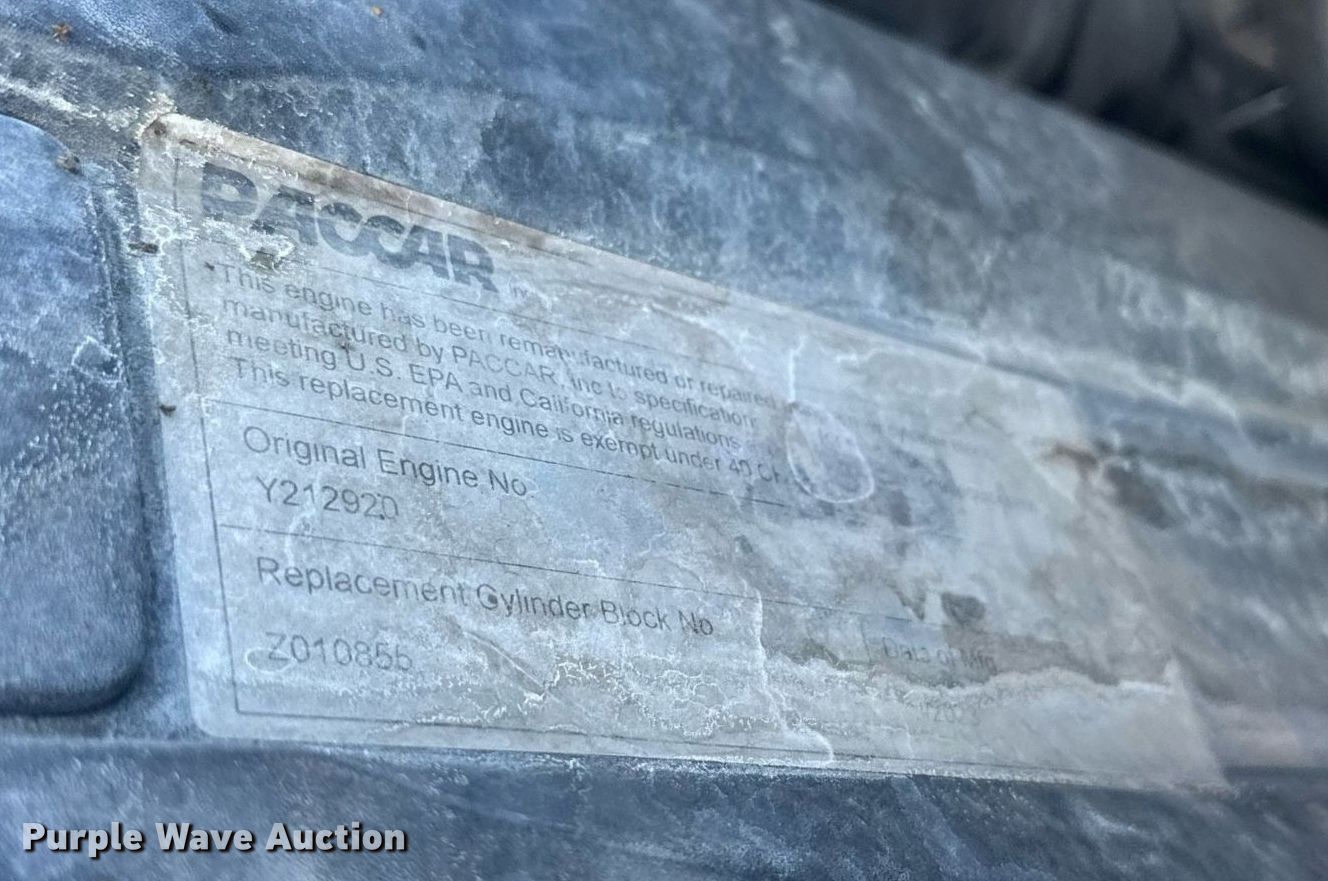 PACCAR Inc
This engine has been remanufactured or repaired
manufactured by PACCAR, Inc to specification
meeting U.S. EPA and California regulations
This replacement engine is exempt under 40
Original Engine No
Y212920
Replacement Cylinder Block No
Date of Mfg
Purple Wave Auction